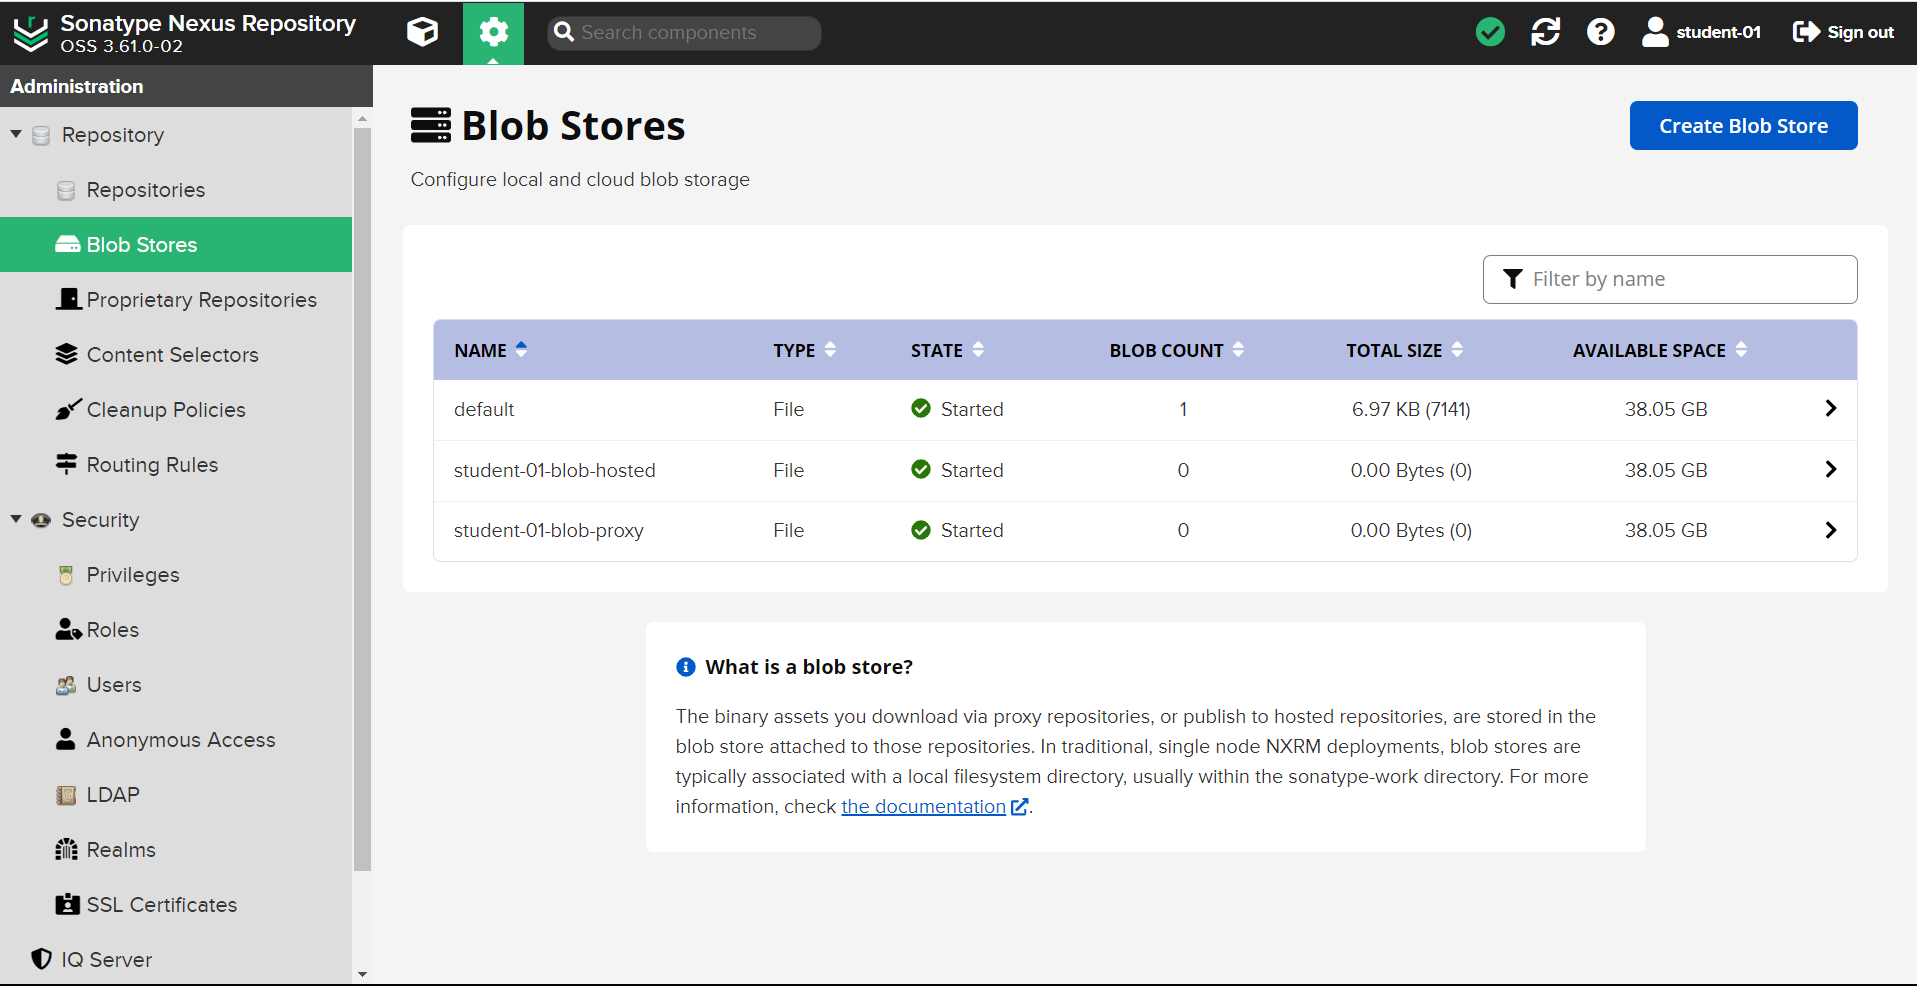 Sonatype Nexus Repository
OSS 3.61.0-02
Search components
student-01
Sign out
Administration
Repository
Repositories
Blob Stores
Proprietary Repositories
Content Selectors
Cleanup Policies
Routing Rules
Security
Privileges
Roles
Users
Anonymous Access
LDAP
Realms
SSL Certificates
IQ Server
Blob Stores
Create Blob Store
Configure local and cloud blob storage
Filter by name
NAME TYPE STATE BLOB COUNT TOTAL SIZE AVAILABLE SPACE
default File Started 1 6.97 KB (7141) 38.05 GB
student-01-blob-hosted File Started 0 0.00 Bytes (0) 38.05 GB
student-01-blob-proxy File Started 0 0.00 Bytes (0) 38.05 GB
What is a blob store?
The binary assets you download via proxy repositories, or publish to hosted repositories, are stored in the
blob store attached to those repositories. In traditional, single node NXRM deployments, blob stores are
typically associated with a local filesystem directory, usually within the sonatype-work directory. For more
information, check the documentation.